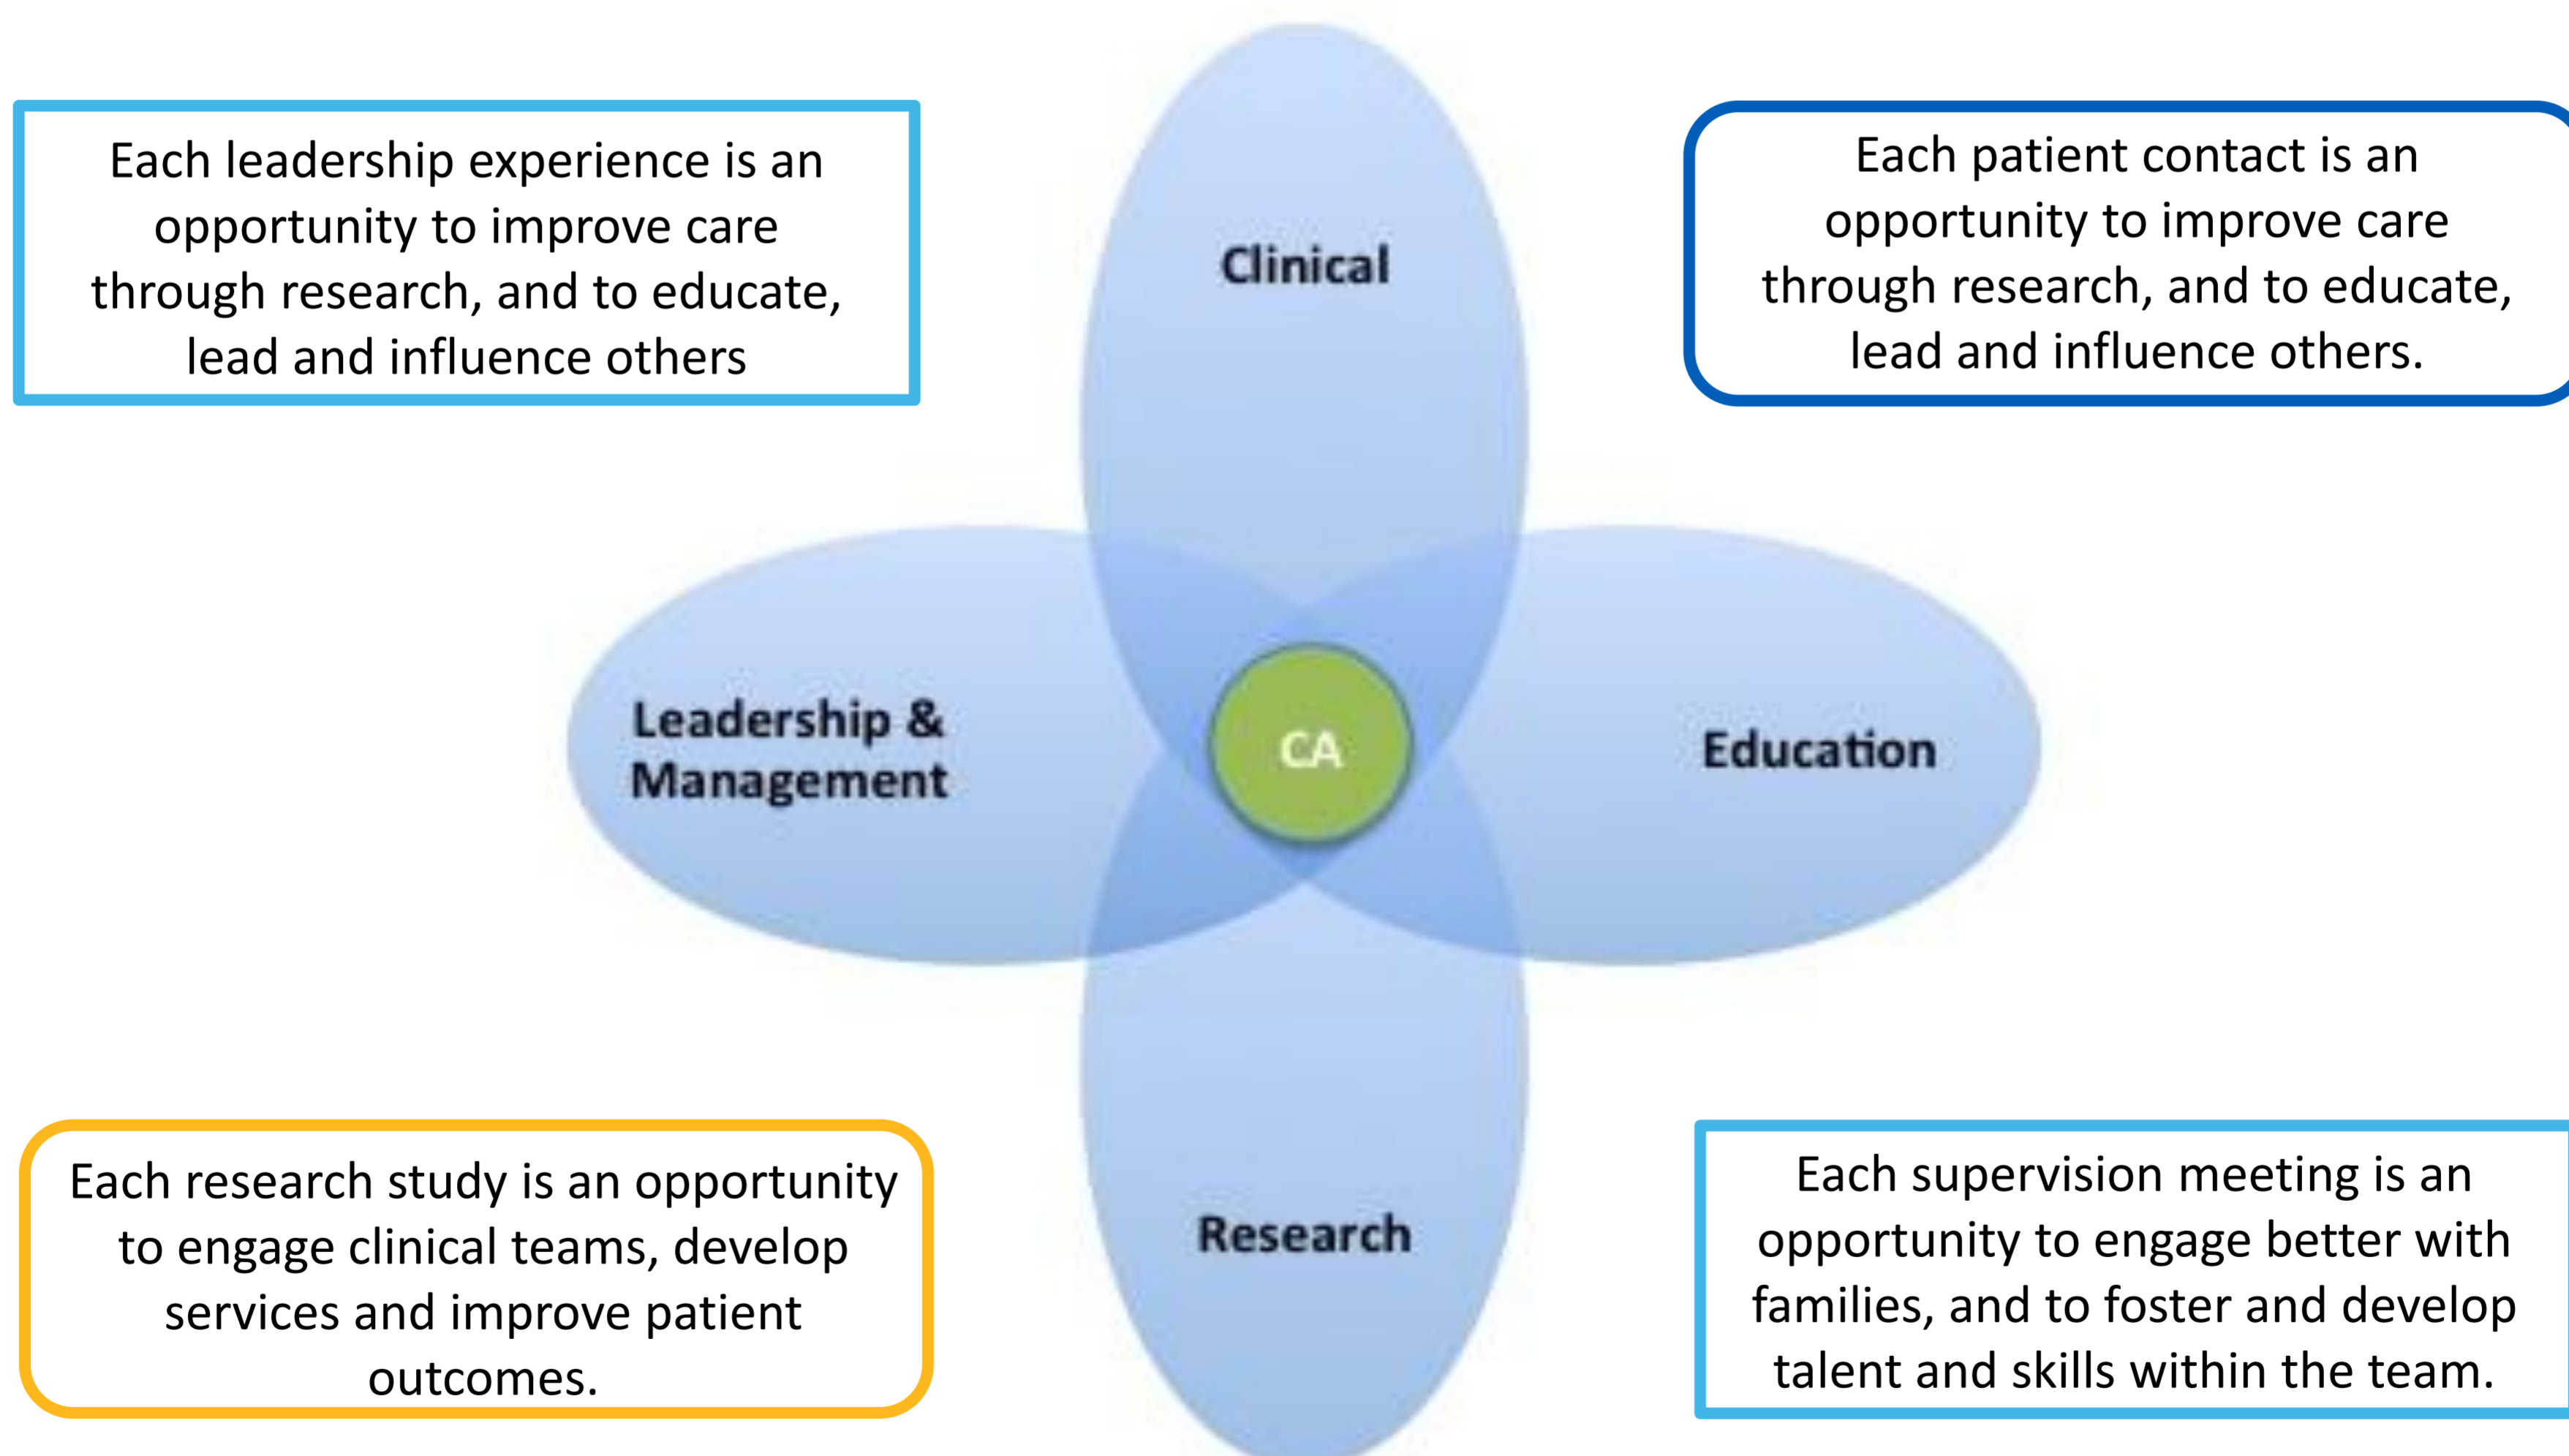 Each leadership experience is an
opportunity to improve care
through research, and to educate,
lead and influence others
Each patient contact is an
opportunity to improve care
through research, and to educate,
lead and influence others.
Clinical
Leadership &
Management
CA
Education
Research
Each research study is an opportunity
to engage clinical teams, develop
services and improve patient
outcomes.
Each supervision meeting is an
opportunity to engage better with
families, and to foster and develop
talent and skills within the team.